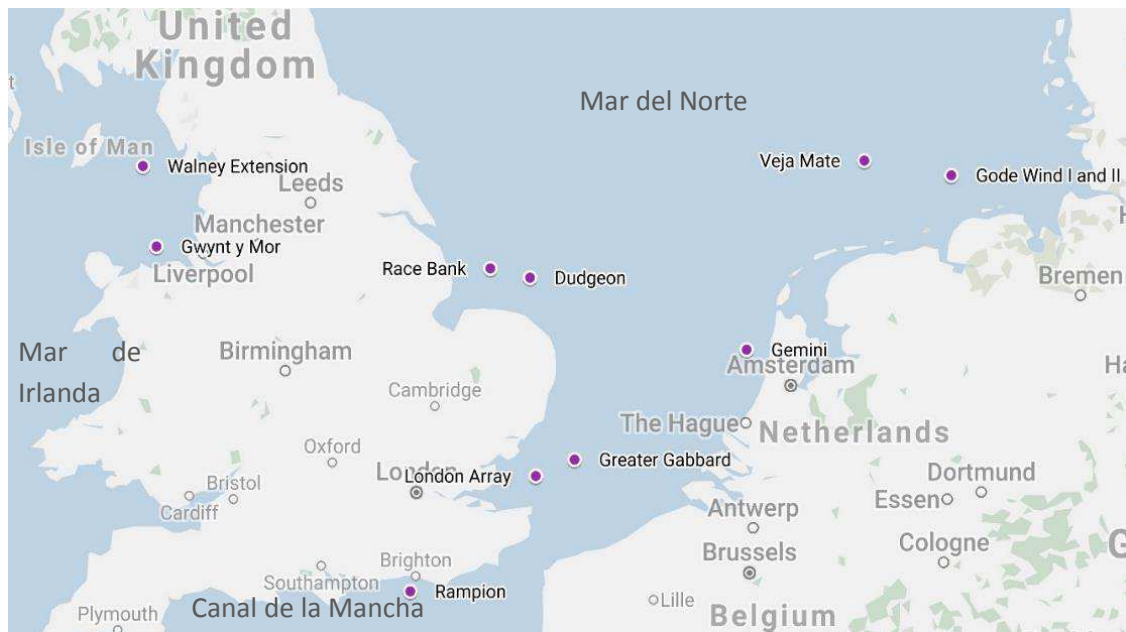 United
Kingdom
Mar del Norte
Isle of Man
Walney Extension
Leeds
Veja Mate
Gode Wind I and II
Manchester
Gwynt y Mor
Liverpool
Race Bank
Dudgeon
Bremen
Mar de
Irlanda
Birmingham
Gemini
Amsterdam
Cambridge
The Hague
Netherlands
Oxford
London
London Array
Greater Gabbard
Bristol
Cardiff
Dortmund
Essen
Antwerp
Brussels
Cologne
Brighton
Southampton
Rampion
Canal de la Mancha
Plymouth
Lille
Belgium